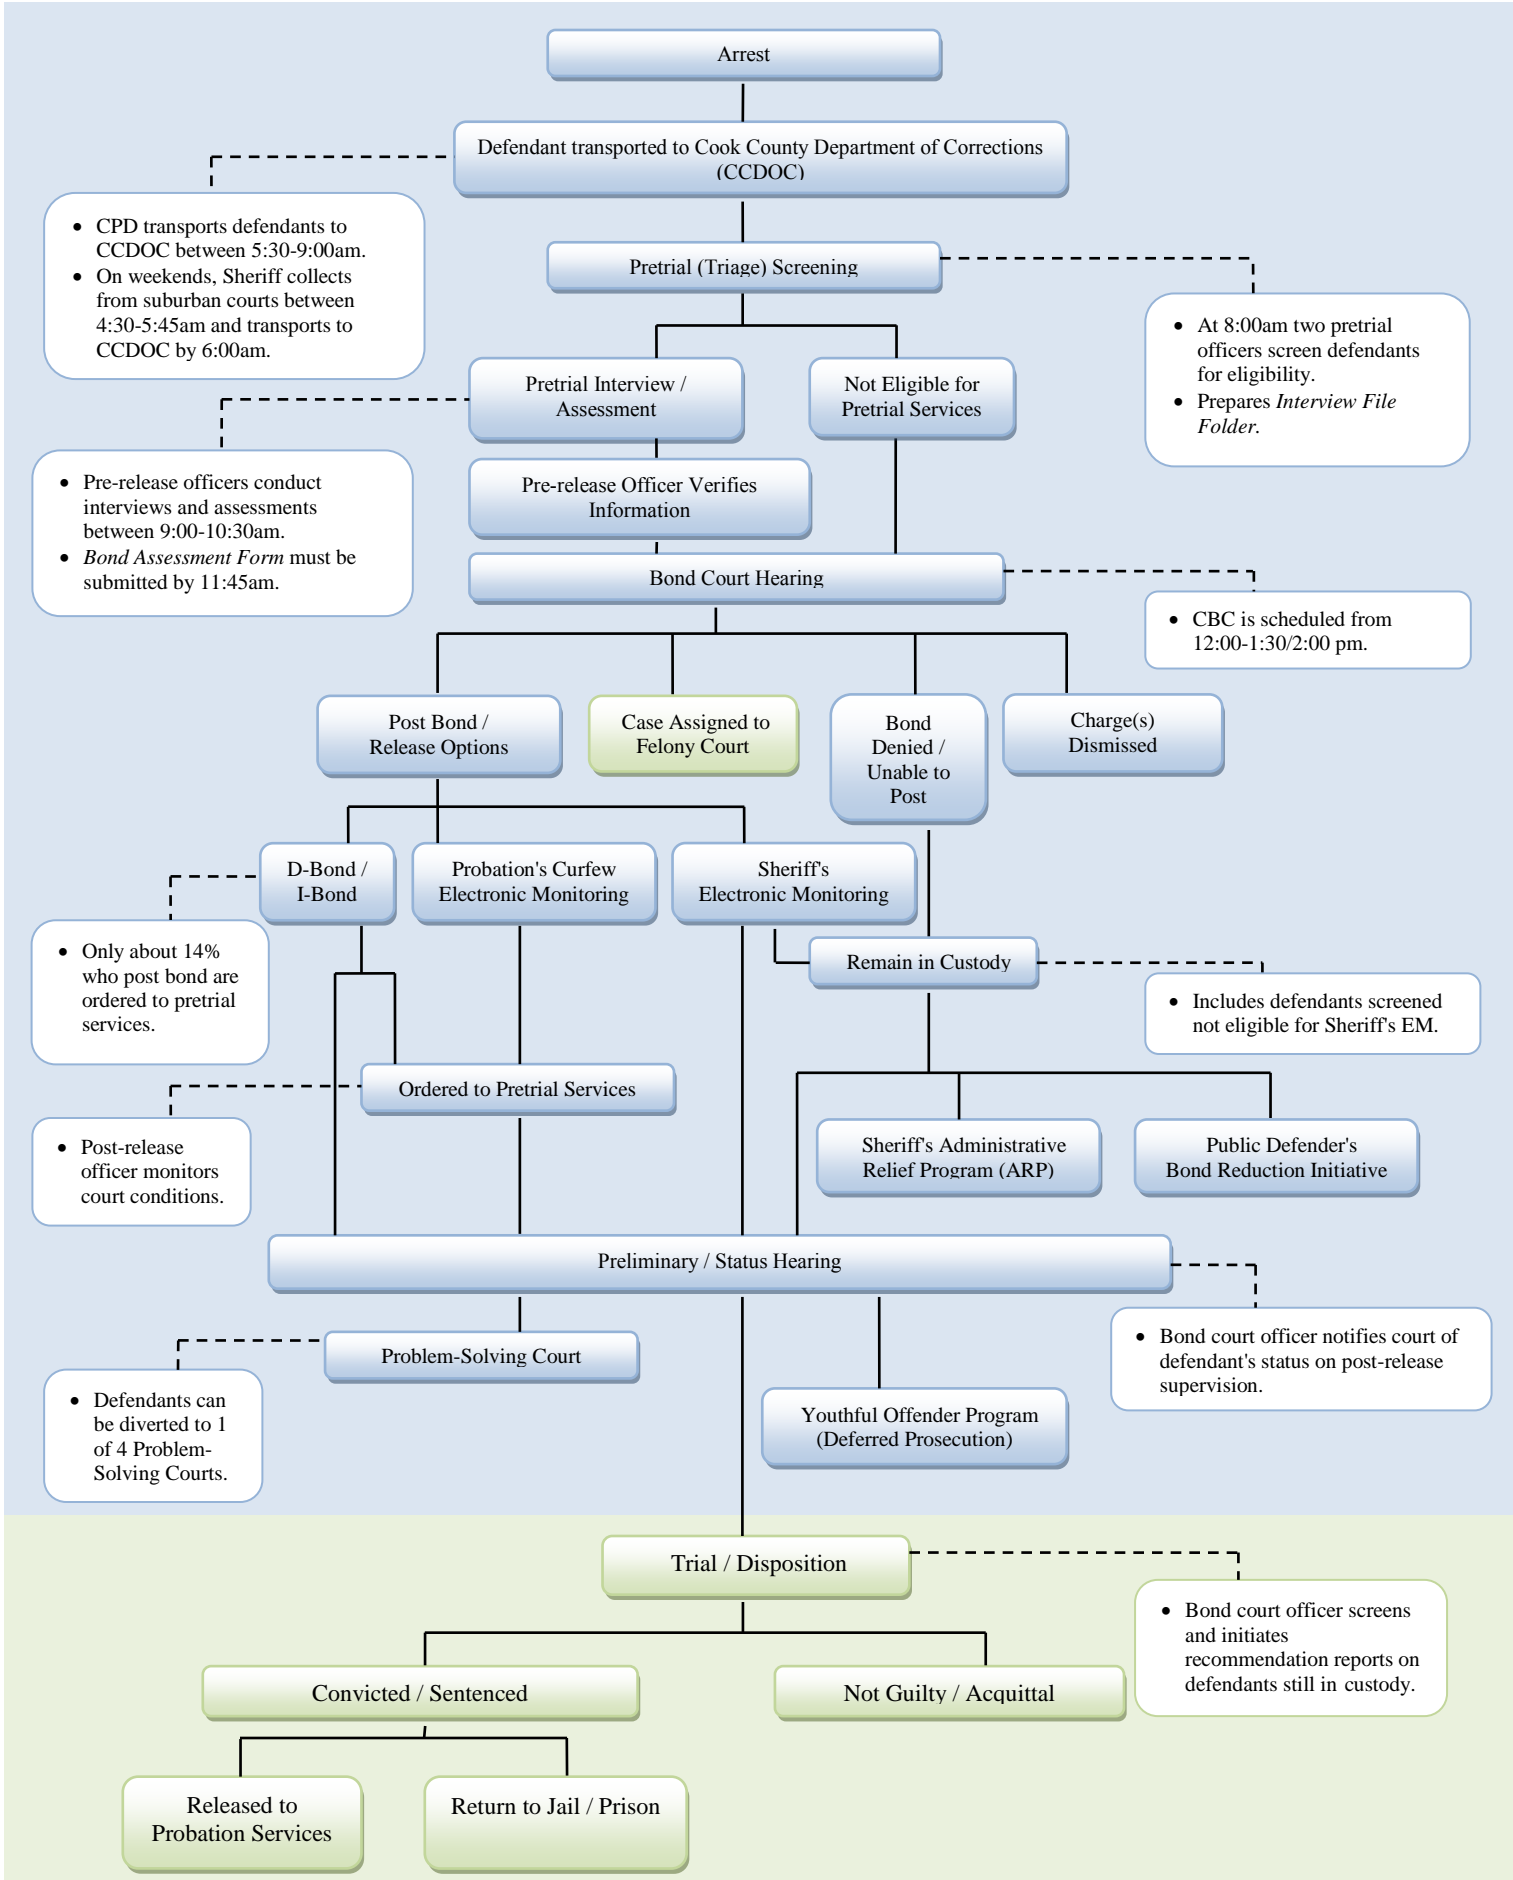 Arrest
Defendant transported to Cook County Department of Corrections
(CCDOC)
• CPD transports defendants to
CCDOC between 5:30-9:00am.
• On weekends, Sheriff collects
from suburban courts between
4:30-5:45am and transports to
CCDOC by 6:00am.
Pretrial (Triage) Screening
• At 8:00am two pretrial
officers screen defendants
for eligibility.
• Prepares Interview File
Folder.
Pretrial Interview /
Assessment
Not Eligible for
Pretrial Services
• Pre-release officers conduct
interviews and assessments
between 9:00-10:30am.
• Bond Assessment Form must be
submitted by 11:45am.
Pre-release Officer Verifies
Information
Bond Court Hearing
• CBC is scheduled from
12:00-1:30/2:00 pm.
Post Bond /
Release Options
Case Assigned to
Felony Court
Bond
Denied /
Unable to
Post
Charge(s)
Dismissed
D-Bond /
I-Bond
Probation's Curfew
Electronic Monitoring
Sheriff's
Electronic Monitoring
• Only about 14%
who post bond are
ordered to pretrial
services.
Remain in Custody
• Includes defendants screened
not eligible for Sheriff's EM.
Ordered to Pretrial Services
• Post-release
officer monitors
court conditions.
Sheriff's Administrative
Relief Program (ARP)
Public Defender's
Bond Reduction Initiative
Preliminary / Status Hearing
• Bond court officer notifies court of
defendant's status on post-release
supervision.
Problem-Solving Court
• Defendants can
be diverted to 1
of 4 Problem-
Solving Courts.
Youthful Offender Program
(Deferred Prosecution)
Trial / Disposition
• Bond court officer screens
and initiates
recommendation reports on
defendants still in custody.
Convicted / Sentenced
Not Guilty / Acquittal
Released to
Probation Services
Return to Jail / Prison